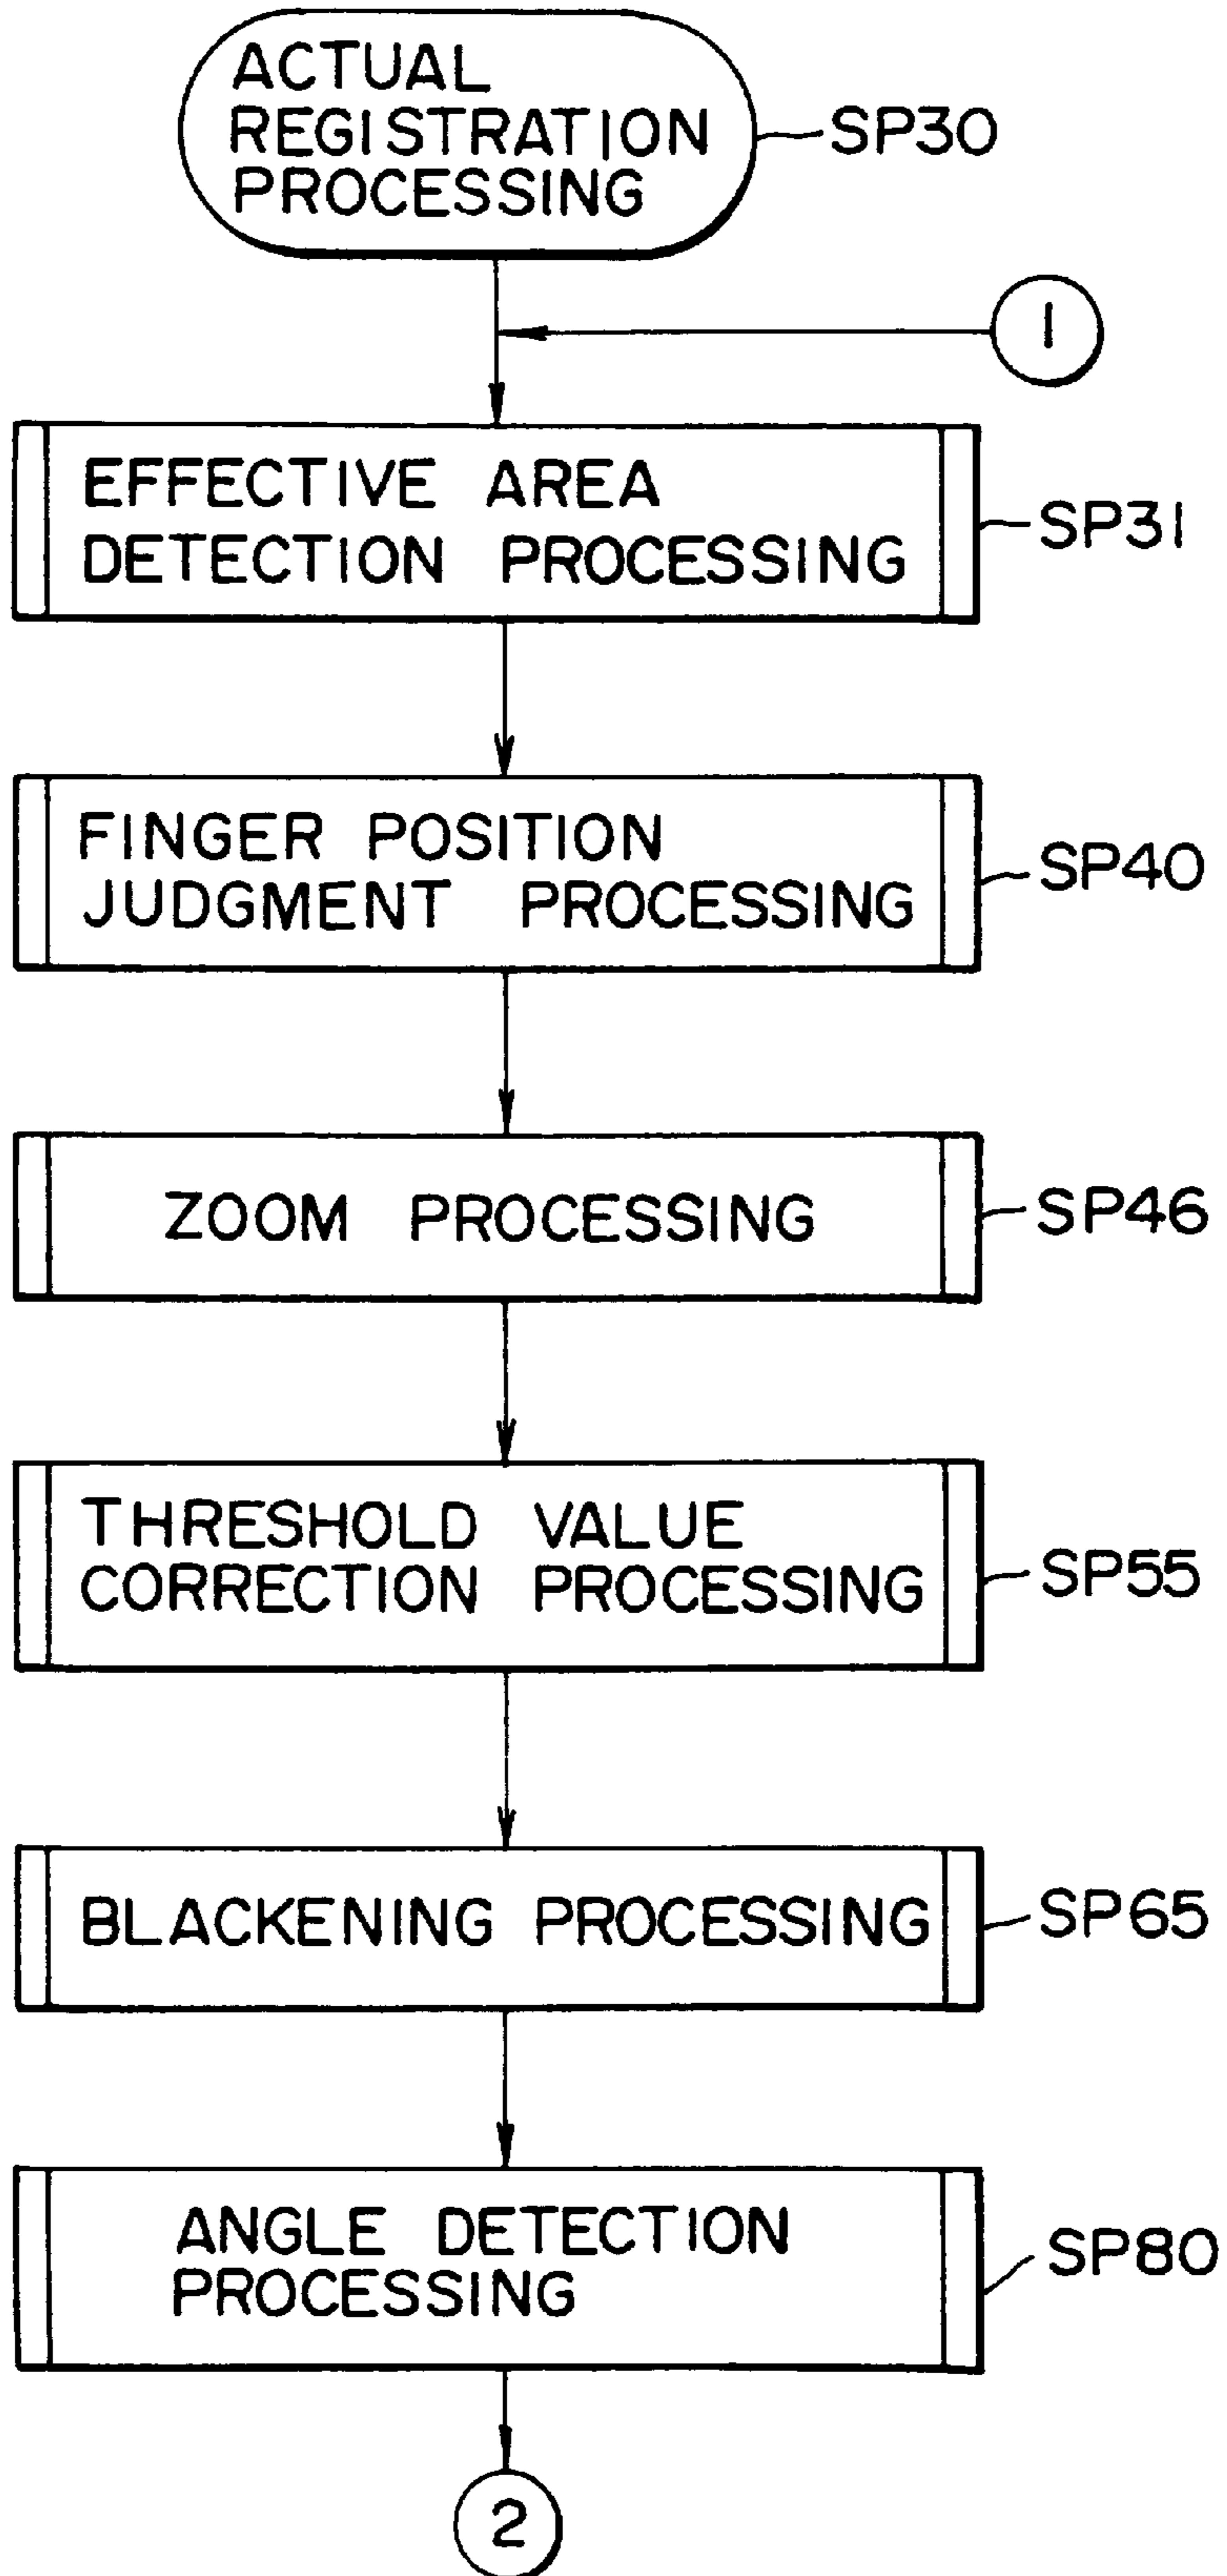 ACTUAL
REGISTRATION
PROCESSING
SP30
1
EFFECTIVE AREA
DETECTION PROCESSING
SP31
FINGER POSITION
JUDGMENT PROCESSING
SP40
ZOOM PROCESSING
SP46
THRESHOLD VALUE
CORRECTION PROCESSING
SP55
BLACKENING PROCESSING
SP65
ANGLE DETECTION
PROCESSING
SP80
2